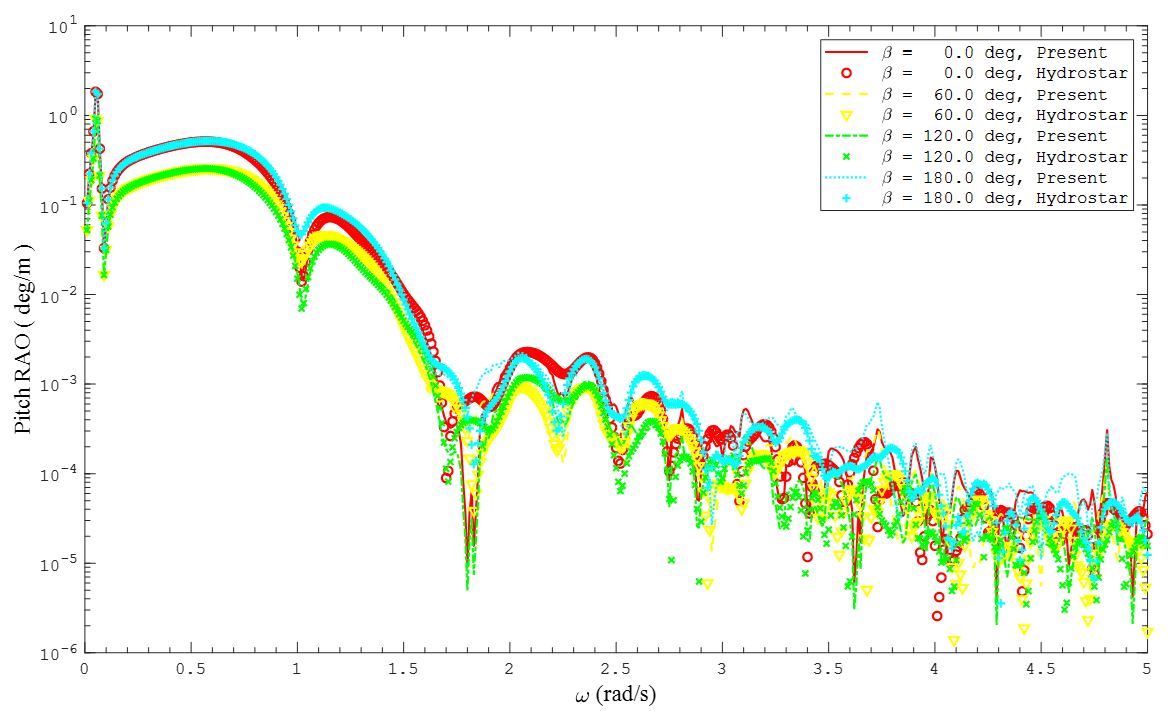 10^1
10^0
10^-1
10^-2
10^-3
10^-4
10^-5
10^-6
Pitch RAO ( deg/m )
0 0.5 1 1.5 2 2.5 3 3.5 4 4.5 5
ω (rad/s)
β = 0.0 deg, Present
β = 0.0 deg, Hydrostar
β = 60.0 deg, Present
β = 60.0 deg, Hydrostar
β = 120.0 deg, Present
β = 120.0 deg, Hydrostar
β = 180.0 deg, Present
β = 180.0 deg, Hydrostar